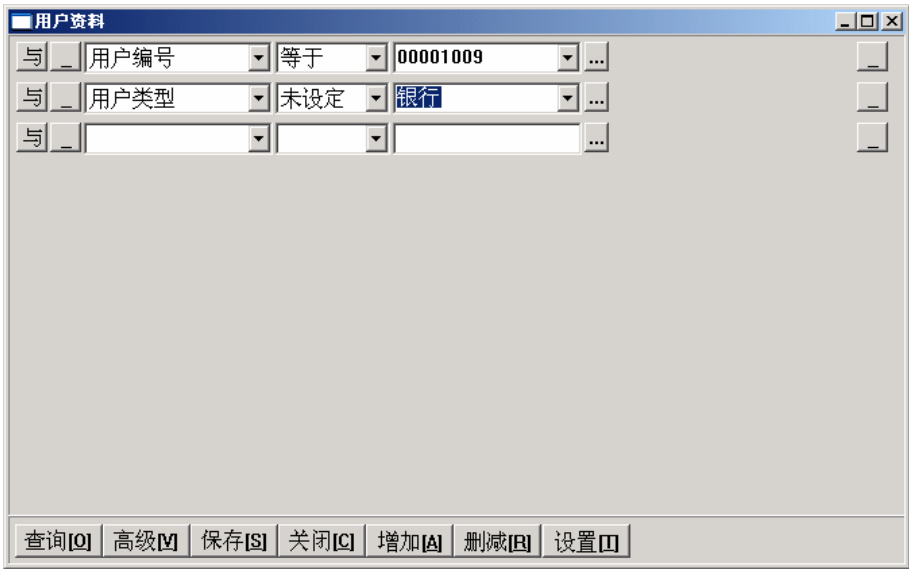 用户资料
与 _ 用户编号 等于 00001009 ... _
与 _ 用户类型 未设定 银行 ... _
与 _ ... _
查询[O] 高级[V] 保存[S] 关闭[C] 增加[A] 删减[R] 设置[T]